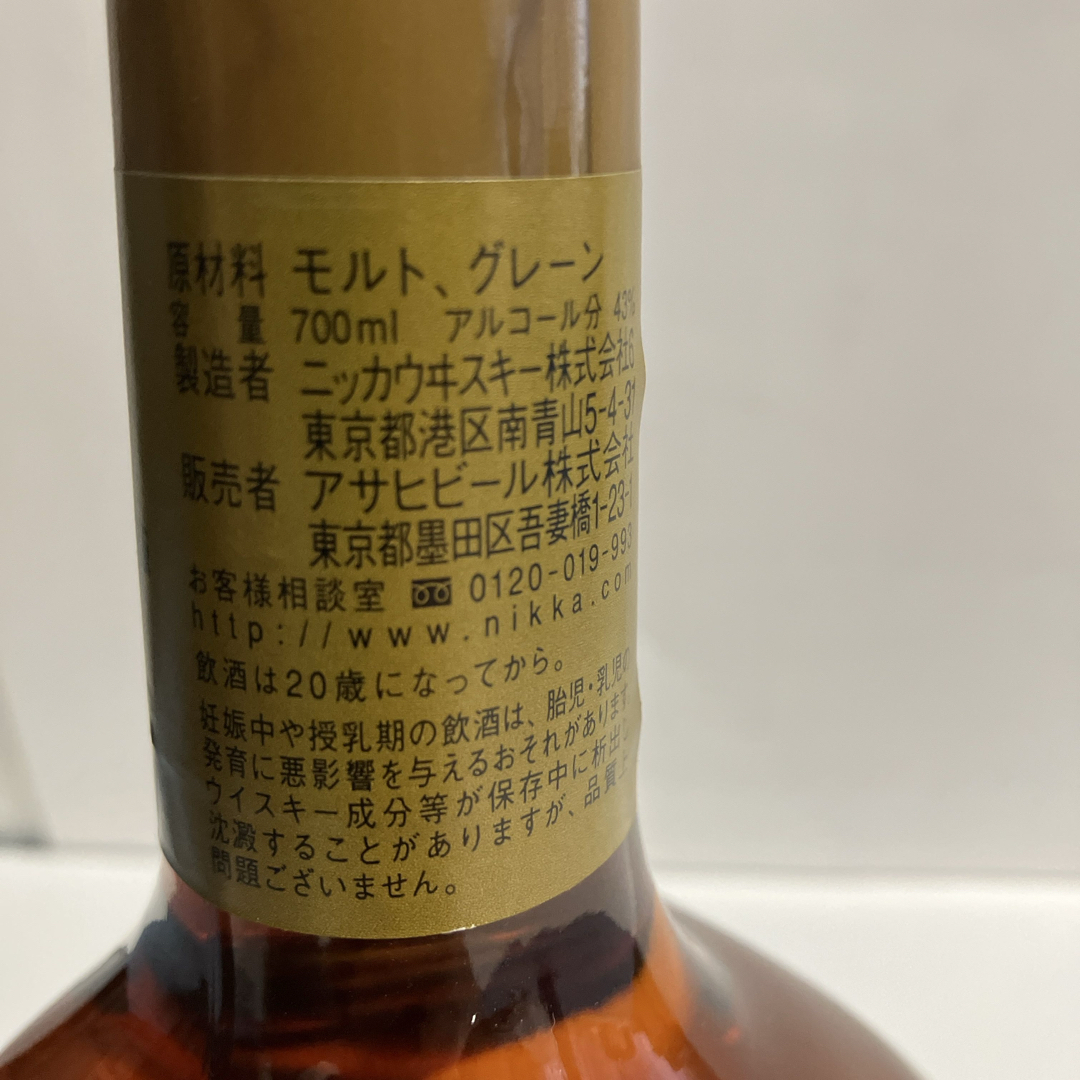 原材料 モルト、グレーン
容 量 700ml アルコール分 43%
製造者 ニッカウヰスキー株式会社6
東京都港区南青山5-4-31
販売者 アサヒビール株式会社
東京都墨田区吾妻橋1-23-1
お客様相談室 0120-019-993
http://www.nikka.com
飲酒は20歳になってから。
妊娠中や授乳期の飲酒は、胎児・乳児の
発育に悪影響を与えるおそれがあります
ウイスキー成分等が保存中に析出し
沈澱することがありますが、品質上
問題ございません。